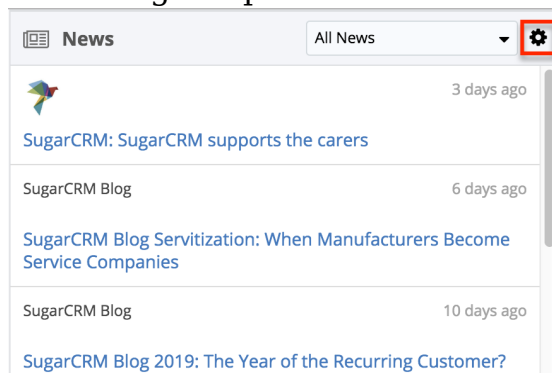 News All News
3 days ago
SugarCRM: SugarCRM supports the carers
SugarCRM Blog 6 days ago
SugarCRM Blog Servitization: When Manufacturers Become
Service Companies
SugarCRM Blog 10 days ago
SugarCRM Blog 2019: The Year of the Recurring Customer?